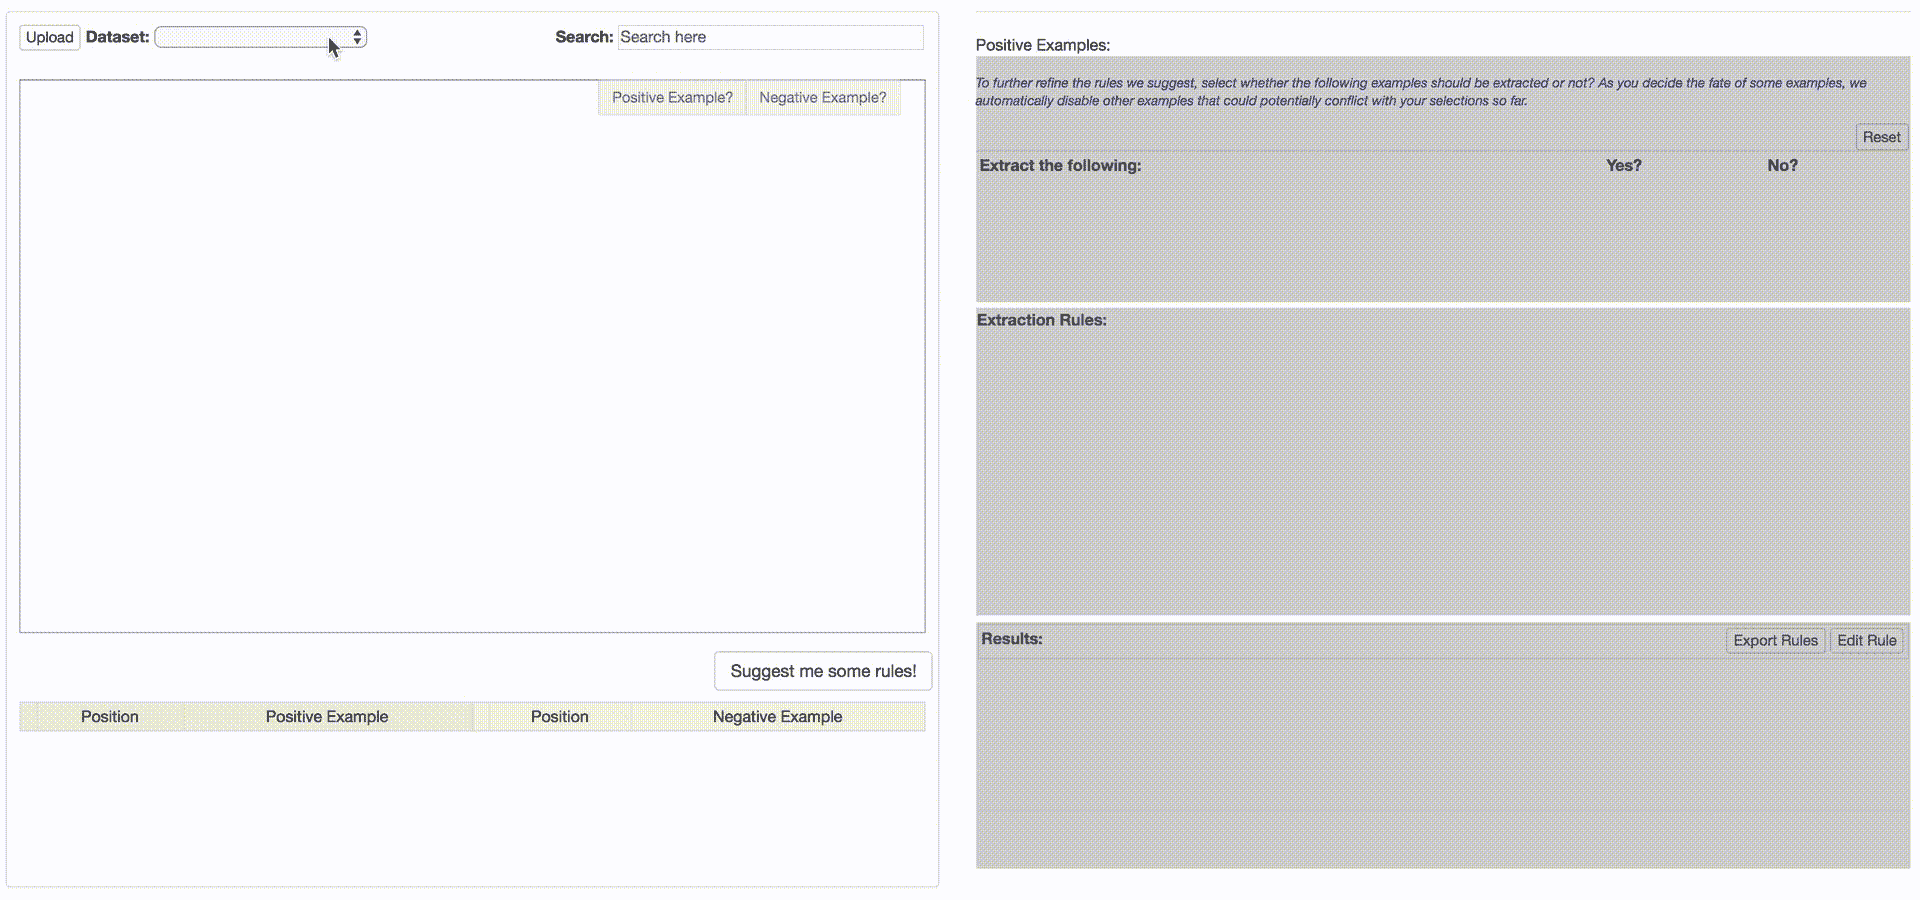 Upload Dataset: Search: Search here
Positive Example? Negative Example?
Suggest me some rules!
Position Positive Example Position Negative Example
Positive Examples:
To further refine the rules we suggest, select whether the following examples should be extracted or not? As you decide the fate of some examples, we
automatically disable other examples that could potentially conflict with your selections so far.
Reset
Extract the following: Yes? No?
Extraction Rules:
Results: Export Rules Edit Rule